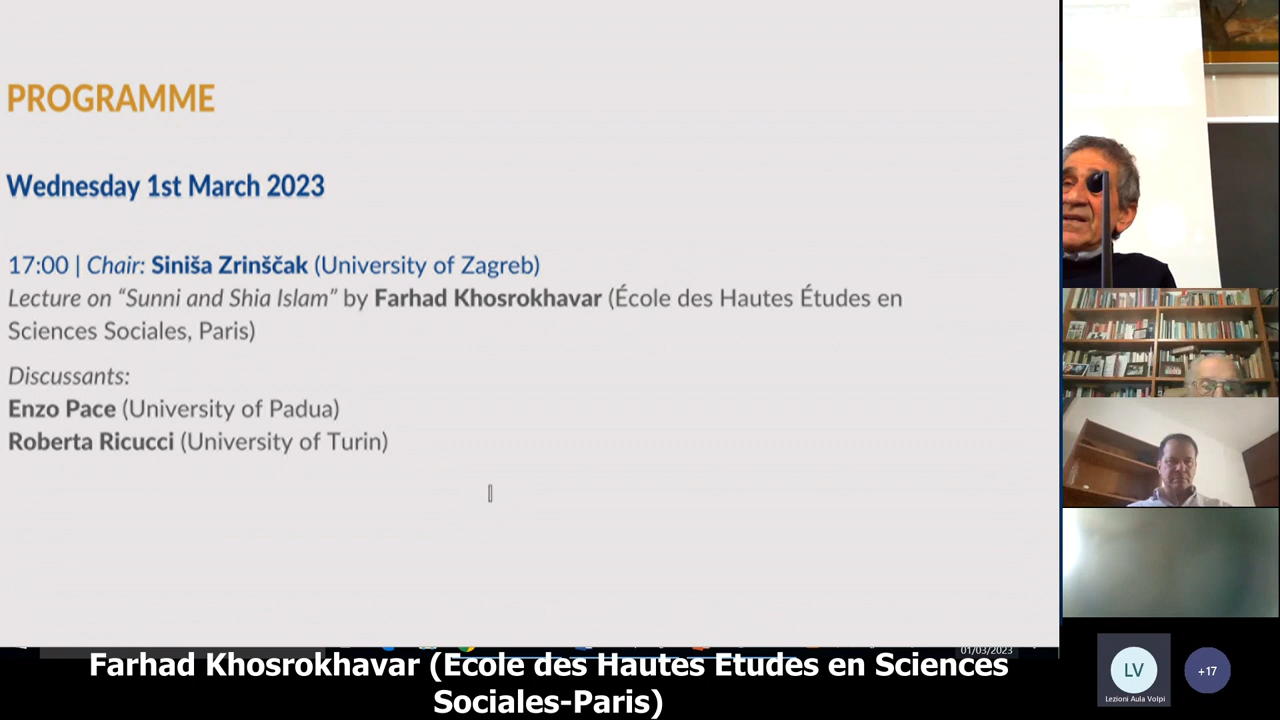 PROGRAMME
Wednesday 1st March 2023
17:00 | Chair: Siniša Zrinščak (University of Zagreb)
Lecture on “Sunni and Shia Islam” by Farhad Khosrokhavar (École des Hautes Études en
Sciences Sociales, Paris)
Discussants:
Enzo Pace (University of Padua)
Roberta Ricucci (University of Turin)
01/03/2023
Farhad Khosrokhavar (Ecole des Hautes Etudes en Sciences
Sociales-Paris)
LV
Lezioni Aula Volpi
+17